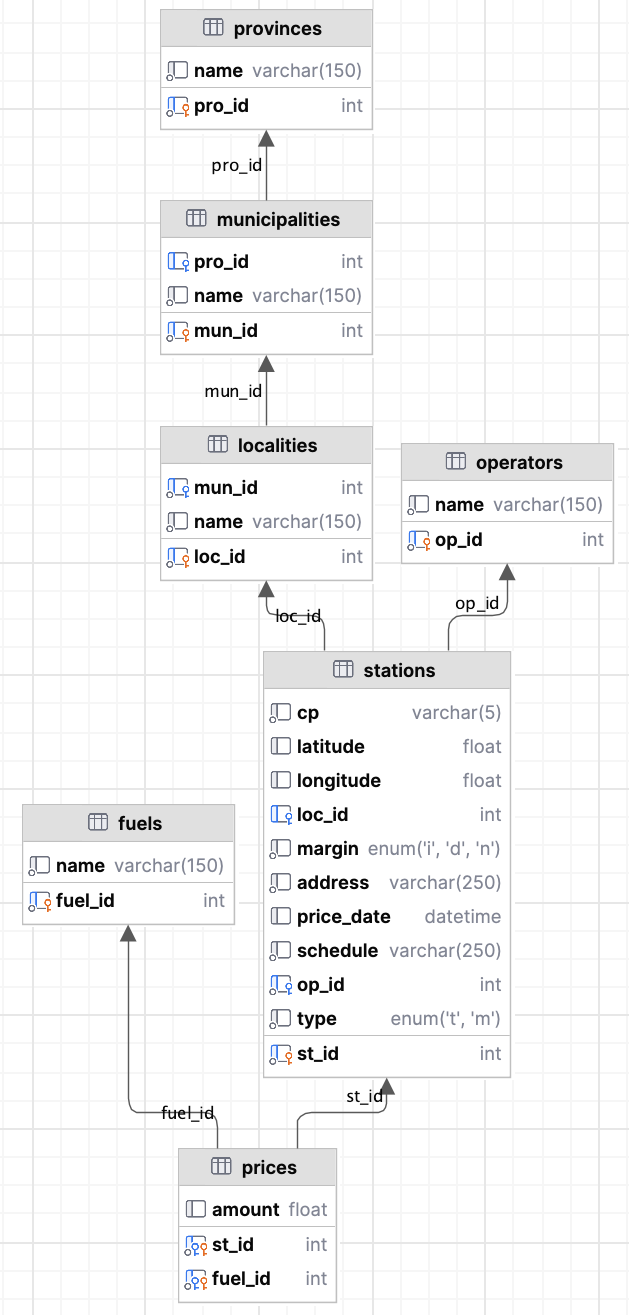 provinces
name varchar(150)
pro_id int
pro_id
municipalities
pro_id int
name varchar(150)
mun_id int
mun_id
localities
mun_id int
name varchar(150)
loc_id int
operators
name varchar(150)
op_id int
loc_id
op_id
stations
cp varchar(5)
latitude float
longitude float
loc_id int
margin enum('i', 'd', 'n')
address varchar(250)
price_date datetime
schedule varchar(250)
op_id int
type enum('t', 'm')
st_id int
fuels
name varchar(150)
fuel_id int
fuel_id
st_id
prices
amount float
st_id int
fuel_id int